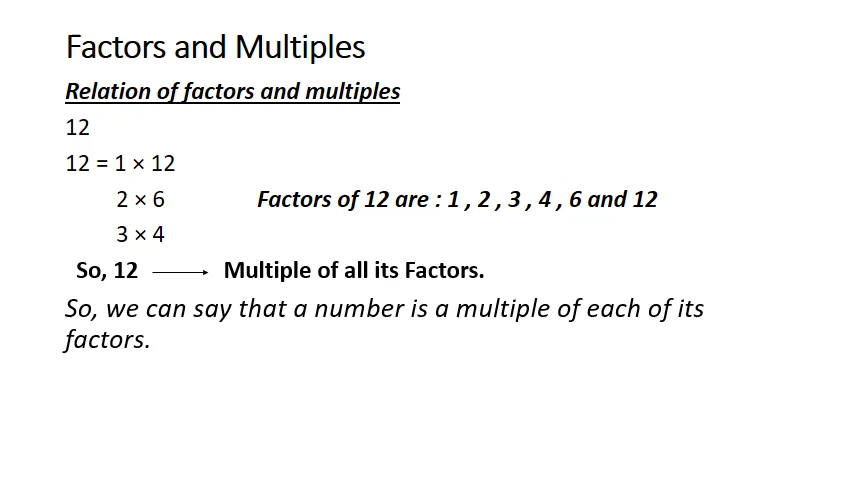 Factors and Multiples
Relation of factors and multiples
12
12 = 1 × 12
2 × 6 Factors of 12 are : 1 , 2 , 3 , 4 , 6 and 12
3 × 4
So, 12 ⟶ Multiple of all its Factors.
So, we can say that a number is a multiple of each of its
factors.